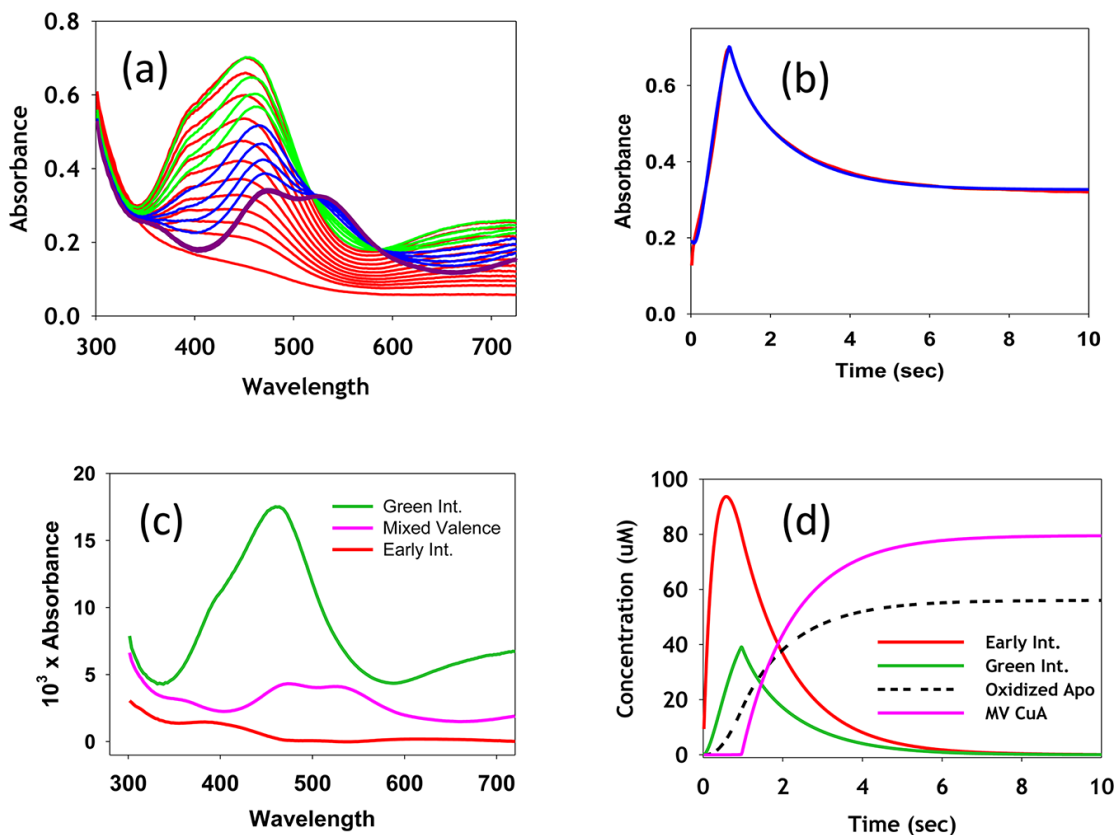 (a)
0.8
0.6
0.4
0.2
0.0
Absorbance
300 400 500 600 700
Wavelength
(b)
0.6
0.4
0.2
0.0
Absorbance
0 2 4 6 8 10
Time (sec)
(c)
20
15
10
5
0
10³ x Absorbance
Green Int.
Mixed Valence
Early Int.
300 400 500 600 700
Wavelength
(d)
100
80
60
40
20
0
Concentration (uM)
Early Int.
Green Int.
Oxidized Apo
MV CuA
0 2 4 6 8 10
Time (sec)